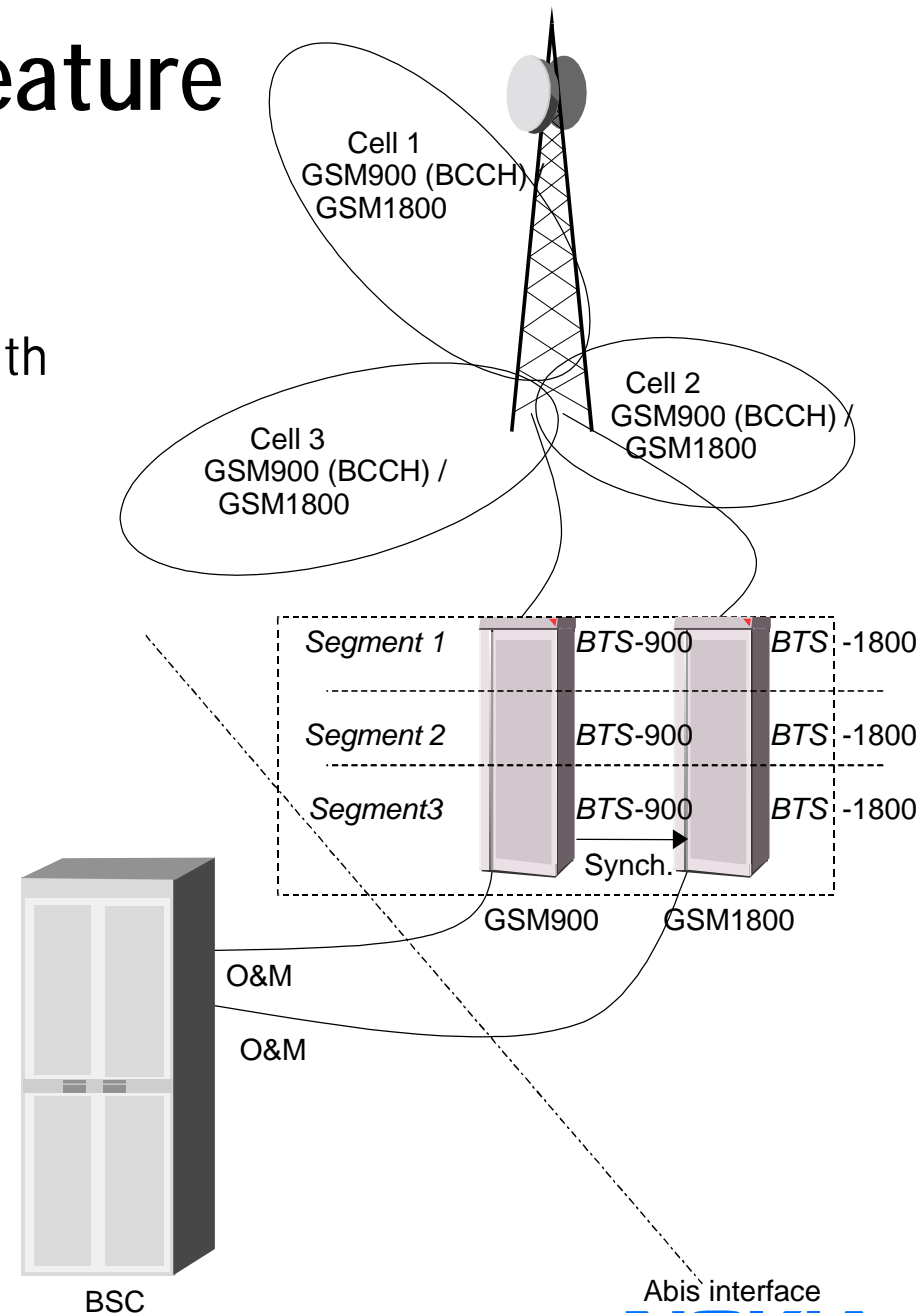 eature
Cell 1
GSM900 (BCCH) /
GSM1800
th
Cell 2
GSM900 (BCCH) /
GSM1800
Cell 3
GSM900 (BCCH) /
GSM1800
Segment 1 BTS-900 BTS -1800
Segment 2 BTS-900 BTS -1800
Segment3 BTS-900 BTS -1800
Synch.
GSM900 GSM1800
O&M
O&M
Abis interface
BSC